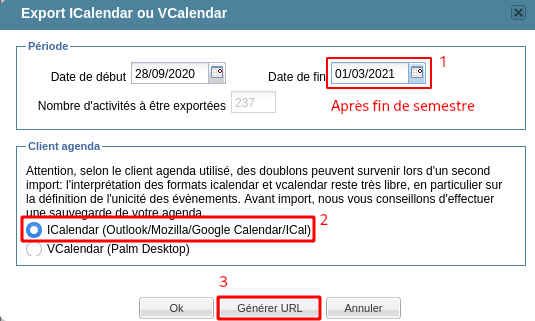 Export ICalendar ou VCalendar
Période
1
Date de début 28/09/2020 Date de fin 01/03/2021
Nombre d'activités à être exportées 237 Après fin de semestre
Client agenda
Attention, selon le client agenda utilisé, des doublons peuvent survenir lors d'un second
import: l'interprétation des formats icalendar et vcalendar reste très libre, en particulier sur
la définition de l'unicité des évènements. Avant import, nous vous conseillons d'effectuer
une sauvegarde de votre agenda.
ICalendar (Outlook/Mozilla/Google Calendar/ICal) 2
VCalendar (Palm Desktop)
3
Ok Générer URL Annuler